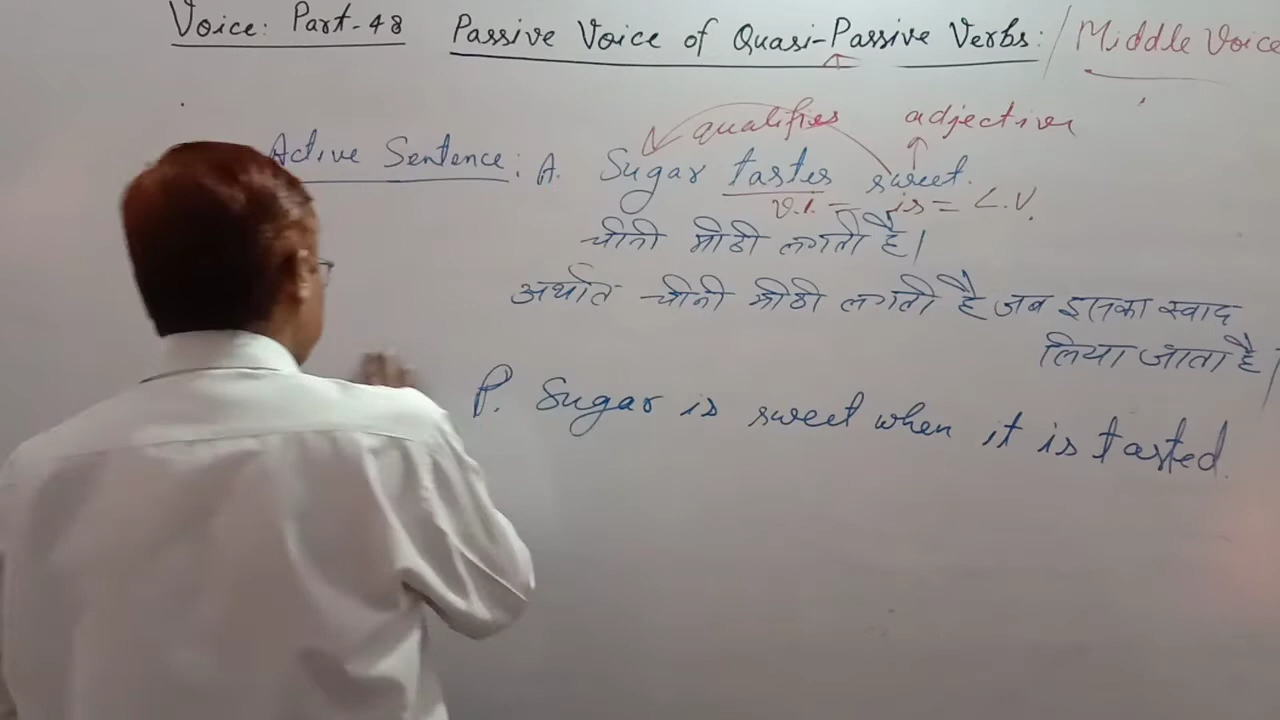 Voice: Part-48 Passive Voice of Quasi-Passive Verbs: / Middle Voice
qualifies adjective
Active Sentence: A. Sugar tastes sweet.
V.I. = is = L.V.
चीनी मीठी लगती है।
अर्थात चीनी मीठी लगती है जब इसका स्वाद
लिया जाता है।
P. Sugar is sweet when it is tasted.